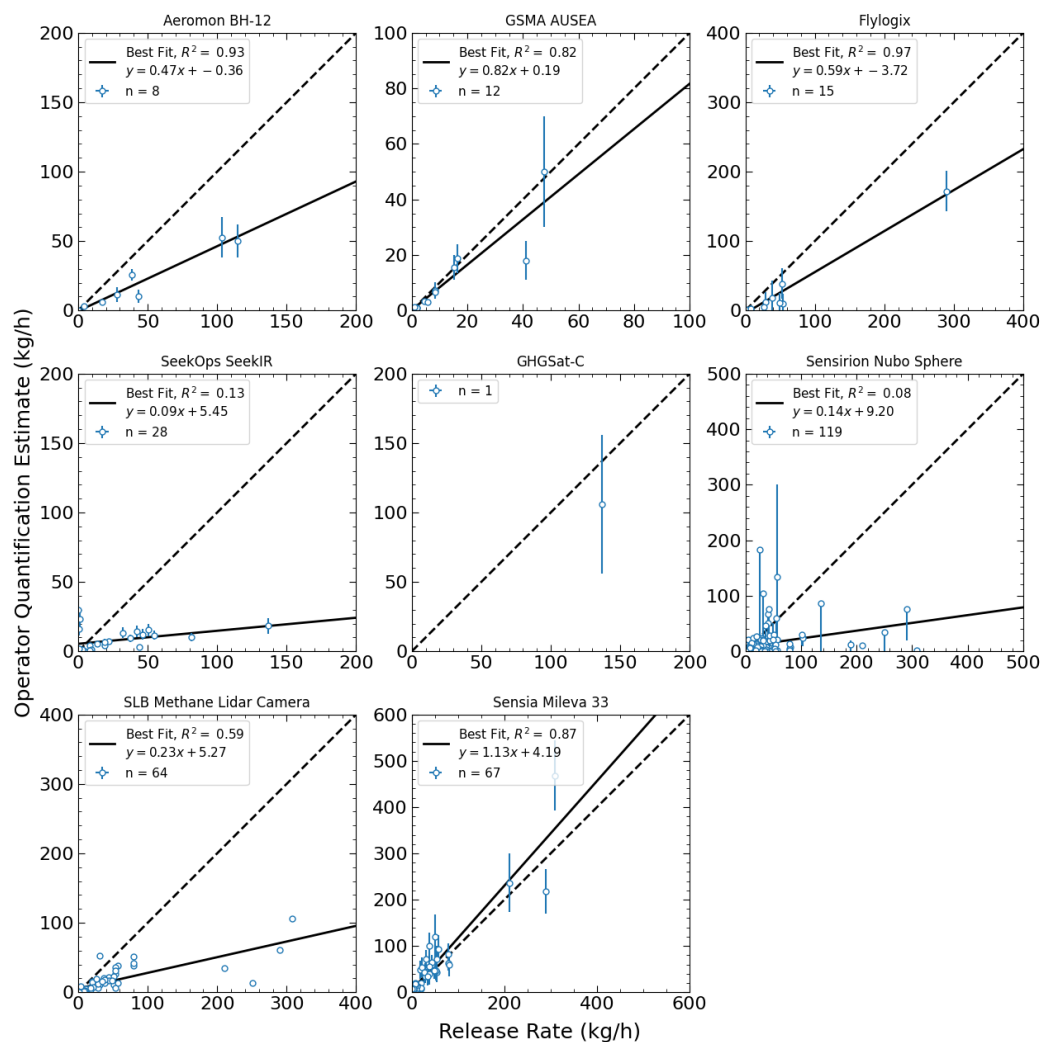 Aeromon BH-12
200
150
100
50
0
0
50
100
150
200
Best Fit, R² = 0.93
y = 0.47x + − 0.36
n = 8
GSMA AUSEA
100
80
60
40
20
0
0
20
40
60
80
100
Best Fit, R² = 0.82
y = 0.82x + 0.19
n = 12
Flylogix
400
300
200
100
0
0
100
200
300
400
Best Fit, R² = 0.97
y = 0.59x + − 3.72
n = 15
SeekOps SeekIR
200
150
100
50
0
0
50
100
150
200
Best Fit, R² = 0.13
y = 0.09x + 5.45
n = 28
GHGSat-C
200
150
100
50
0
0
50
100
150
200
n = 1
Sensirion Nubo Sphere
500
400
300
200
100
0
0
100
200
300
400
500
Best Fit, R² = 0.08
y = 0.14x + 9.20
n = 119
SLB Methane Lidar Camera
400
300
200
100
0
0
100
200
300
400
Best Fit, R² = 0.59
y = 0.23x + 5.27
n = 64
Sensia Mileva 33
600
500
400
300
200
100
0
0
200
400
600
Best Fit, R² = 0.87
y = 1.13x + 4.19
n = 67
Operator Quantification Estimate (kg/h)
Release Rate (kg/h)